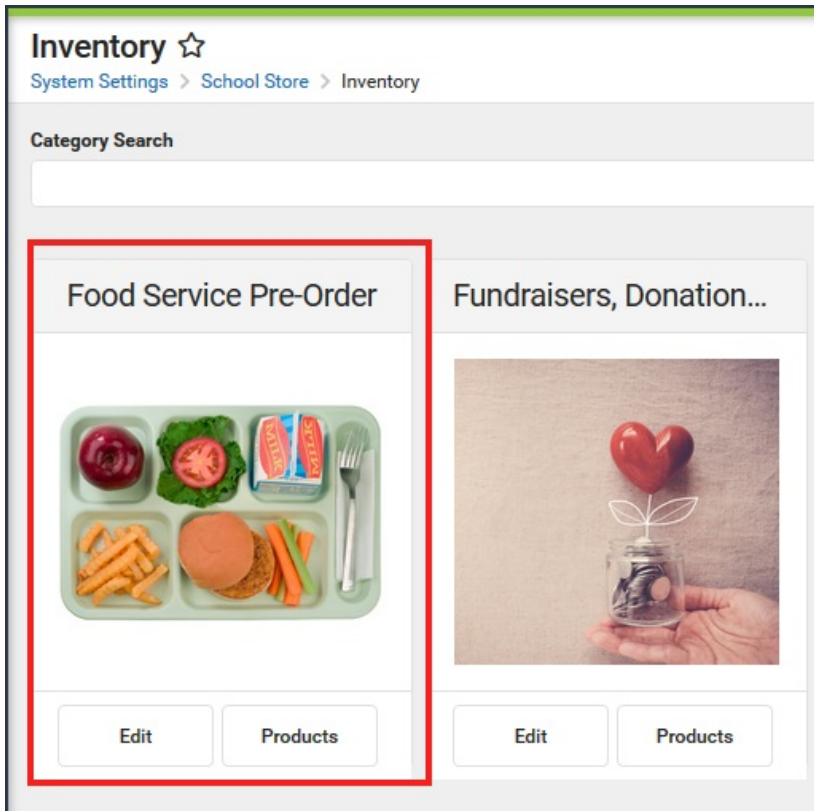 Inventory
System Settings > School Store > Inventory
Category Search
Food Service Pre-Order
Fundraisers, Donation...
MILK MILK
Edit Products Edit Products